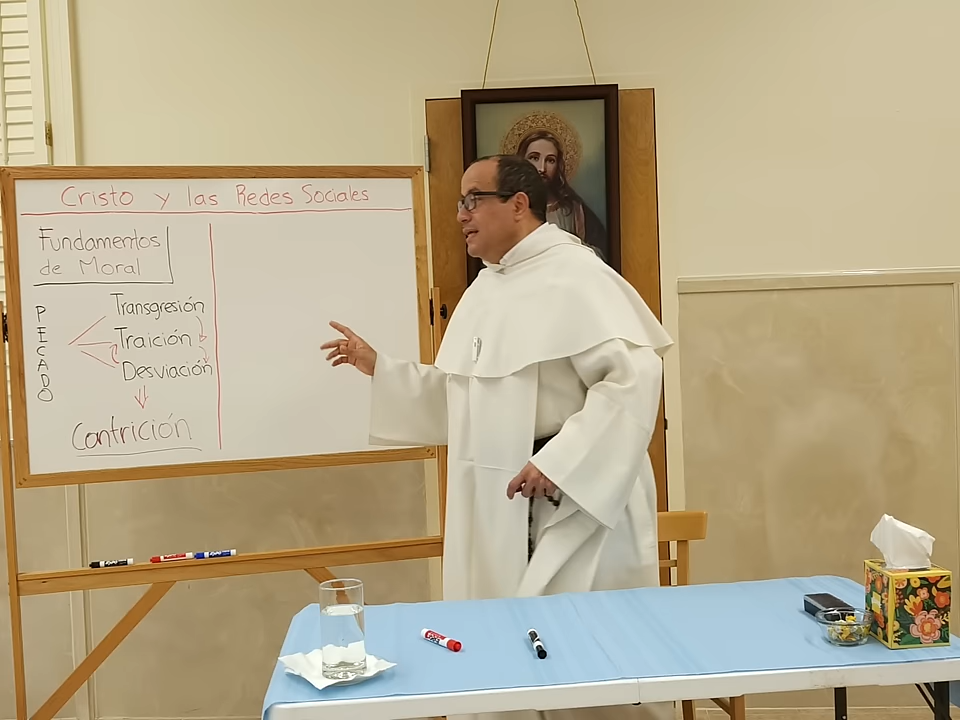 Cristo y las Redes Sociales
Fundamentos
de Moral
PECADO
Transgresión
Traición
Desviación
Contrición
EXPO